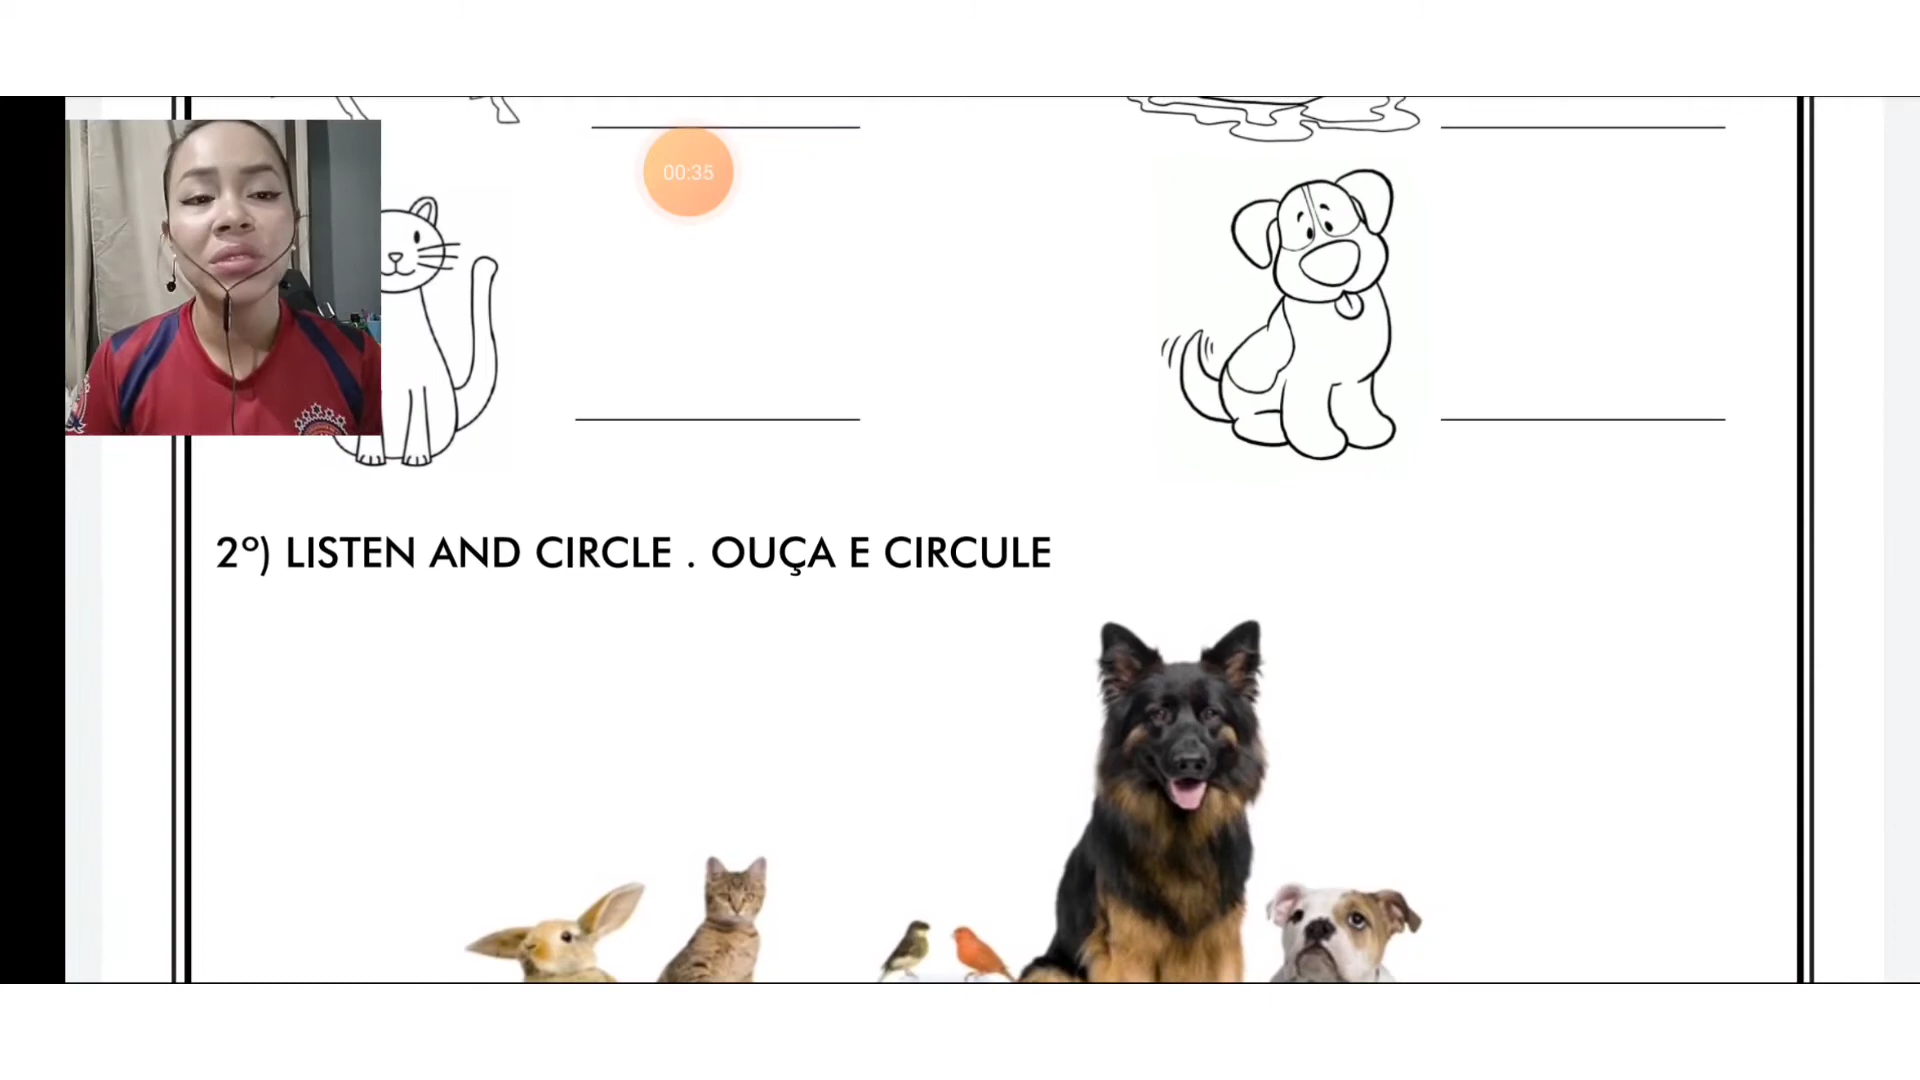 00:35
2º) LISTEN AND CIRCLE . OUÇA E CIRCULE